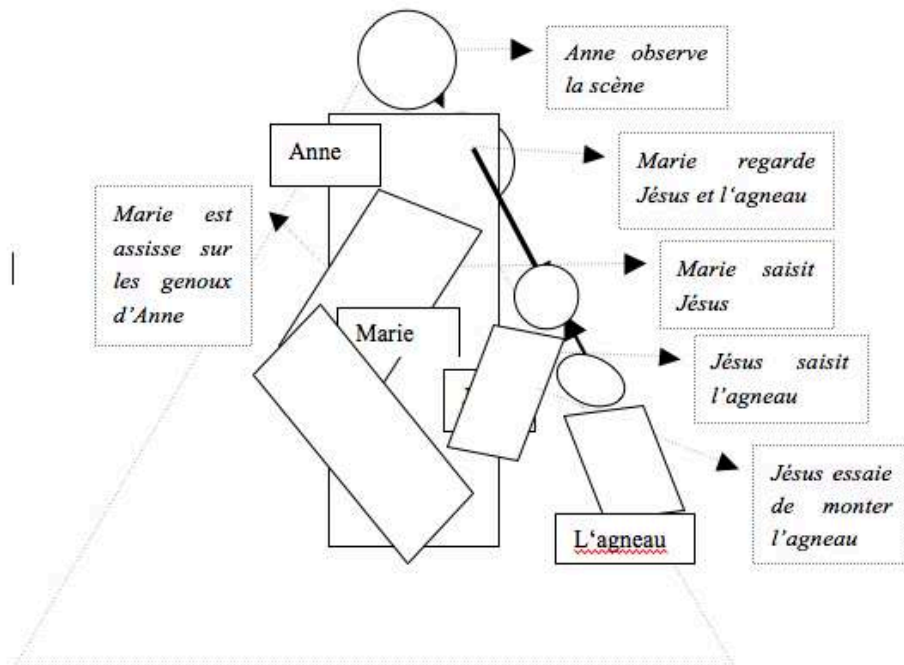 Anne observe
la scène
Anne
Marie regarde
Jésus et l‘agneau
Marie est
assisse sur
les genoux
d’Anne
Marie saisit
Jésus
Marie
Jésus saisit
l’agneau
Jésus essaie
de monter
l’agneau
L‘agneau